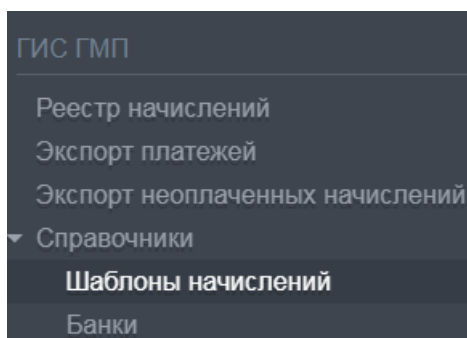 ГИС ГМП
Реестр начислений
Экспорт платежей
Экспорт неоплаченных начислений
Справочники
Шаблоны начислений
Банки